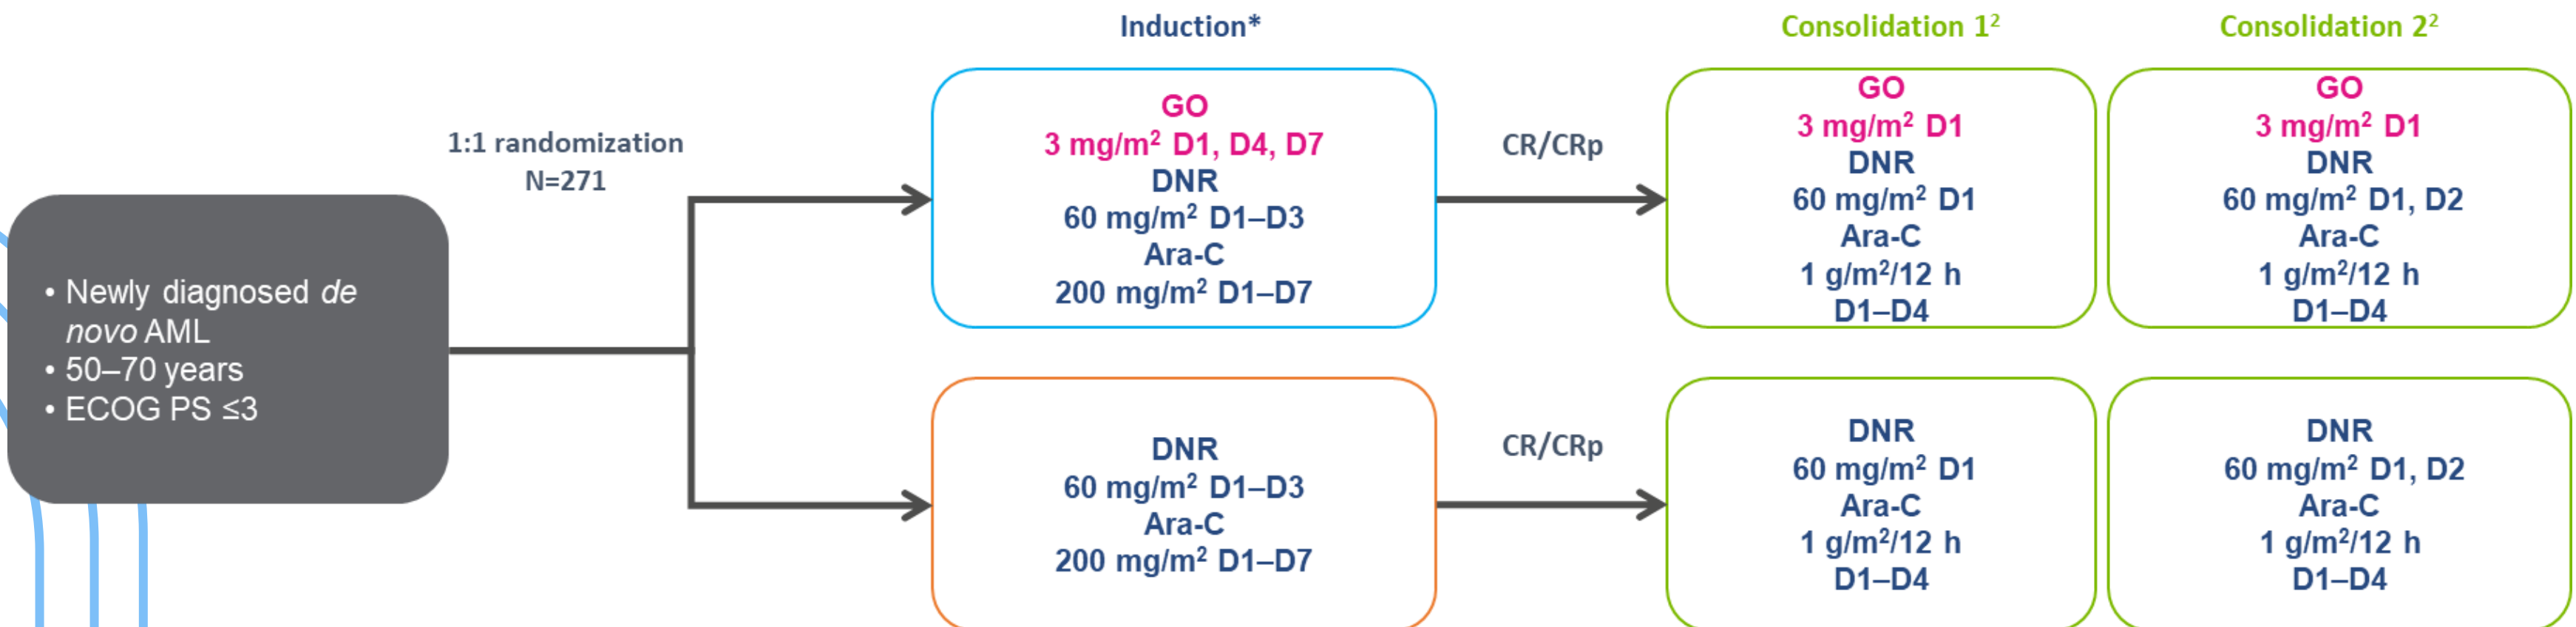 Induction*
Consolidation 1²
Consolidation 2²
1:1 randomization
N=271
• Newly diagnosed de
novo AML
• 50–70 years
• ECOG PS ≤3
GO
3 mg/m² D1, D4, D7
DNR
60 mg/m² D1–D3
Ara-C
200 mg/m² D1–D7
CR/CRp
GO
3 mg/m² D1
DNR
60 mg/m² D1
Ara-C
1 g/m²/12 h
D1–D4
GO
3 mg/m² D1
DNR
60 mg/m² D1, D2
Ara-C
1 g/m²/12 h
D1–D4
DNR
60 mg/m² D1–D3
Ara-C
200 mg/m² D1–D7
CR/CRp
DNR
60 mg/m² D1
Ara-C
1 g/m²/12 h
D1–D4
DNR
60 mg/m² D1, D2
Ara-C
1 g/m²/12 h
D1–D4